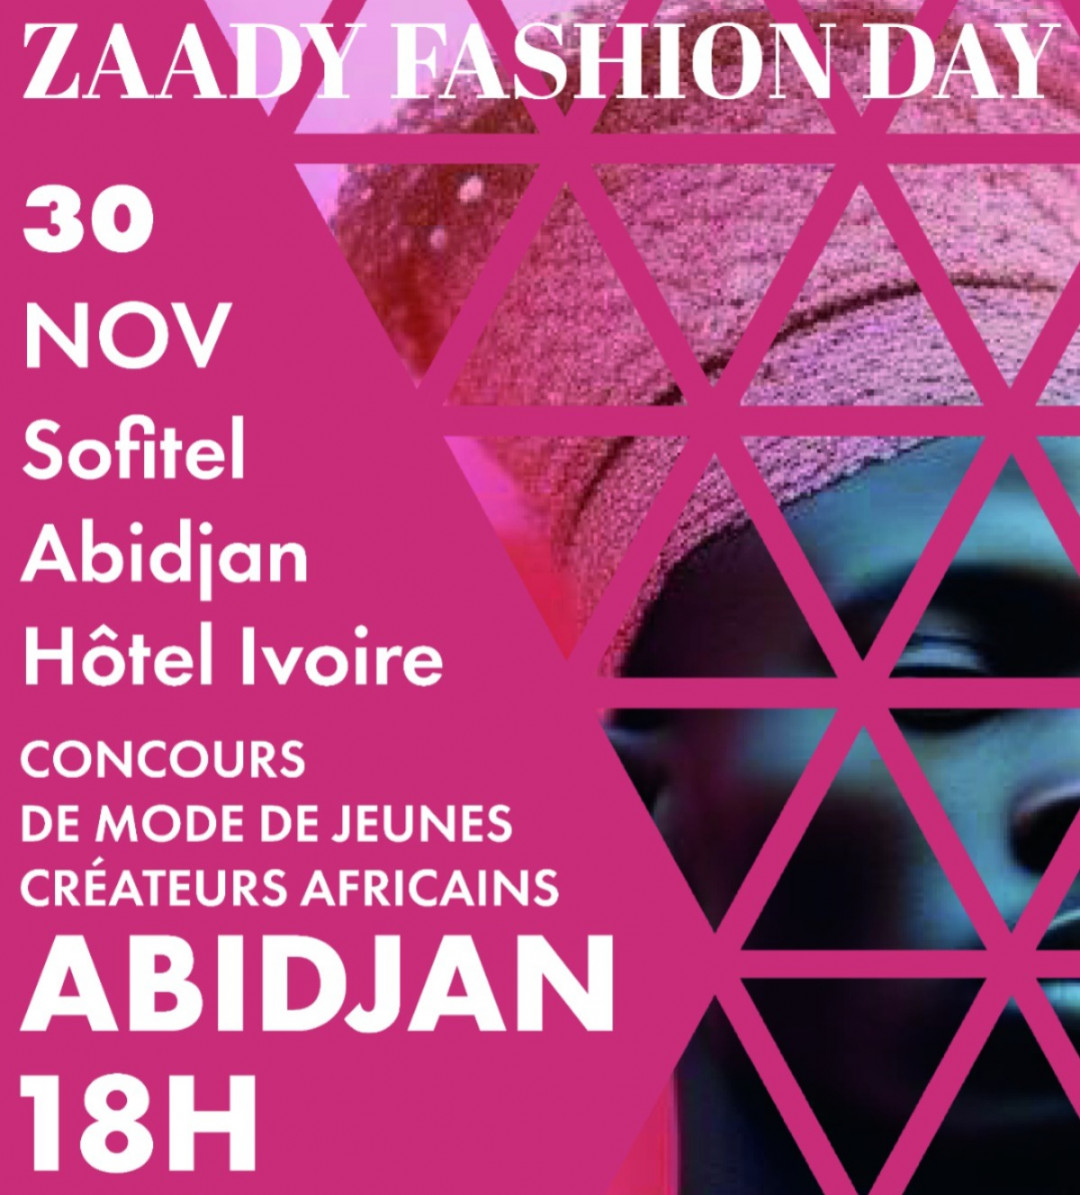 ZAADY FASHION DAY
30
NOV
Sofitel
Abidjan
Hôtel Ivoire
CONCOURS
DE MODE DE JEUNES
CRÉATEURS AFRICAINS
ABIDJAN
18H